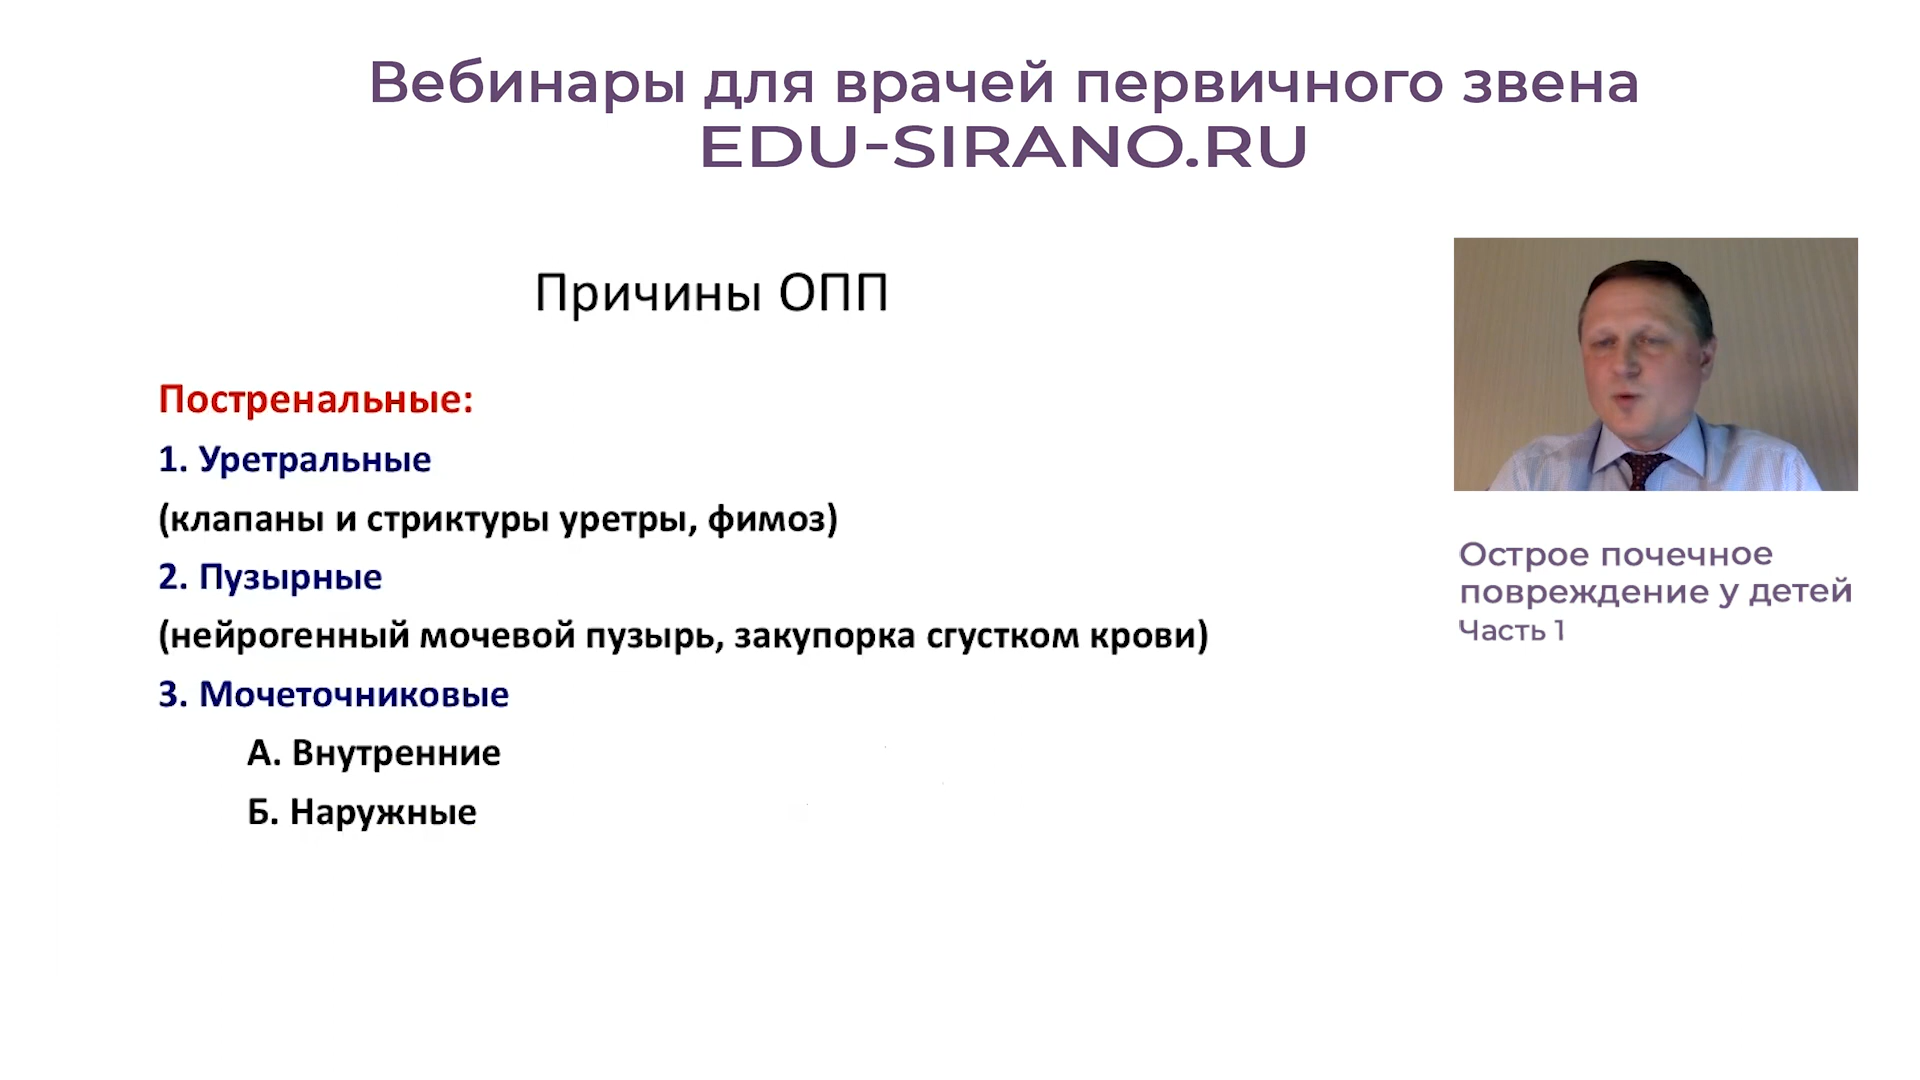 Вебинары для врачей первичного звена
EDU-SIRANO.RU
Причины ОПП
Постренальные:
1. Уретральные
(клапаны и стриктуры уретры, фимоз)
2. Пузырные
(нейрогенный мочевой пузырь, закупорка сгустком крови)
3. Мочеточниковые
А. Внутренние
Б. Наружные
Острое почечное
повреждение у детей
Часть 1